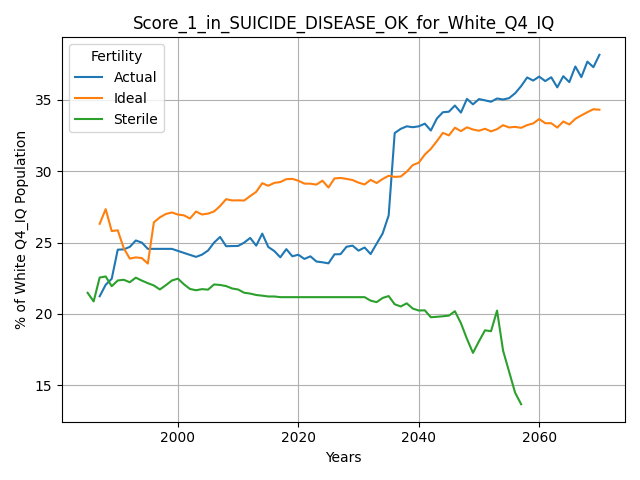 Score_1_in_SUICIDE_DISEASE_OK_for_White_Q4_IQ
Fertility
Actual
Ideal
Sterile
% of White Q4_IQ Population
35
30
25
20
15
2000
2020
2040
2060
Years